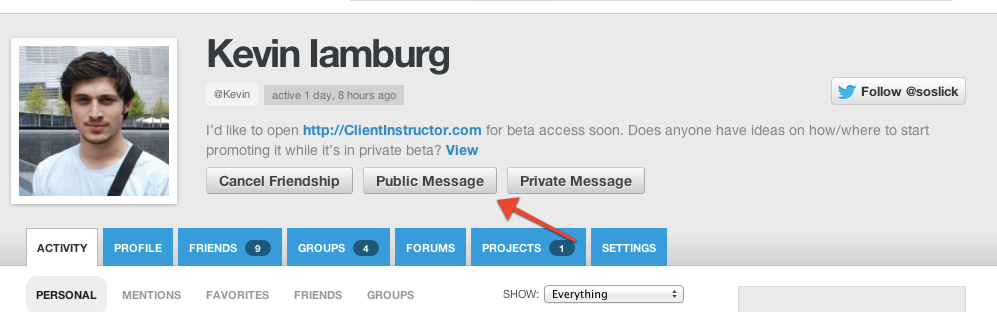 Kevin Iamburg
@Kevin active 1 day, 8 hours ago
Follow @soslick
I'd like to open http://ClientInstructor.com for beta access soon. Does anyone have ideas on how/where to start
promoting it while it's in private beta? View
Cancel Friendship Public Message Private Message
ACTIVITY PROFILE FRIENDS 9 GROUPS 4 FORUMS PROJECTS 1 SETTINGS
PERSONAL MENTIONS FAVORITES FRIENDS GROUPS SHOW: Everything